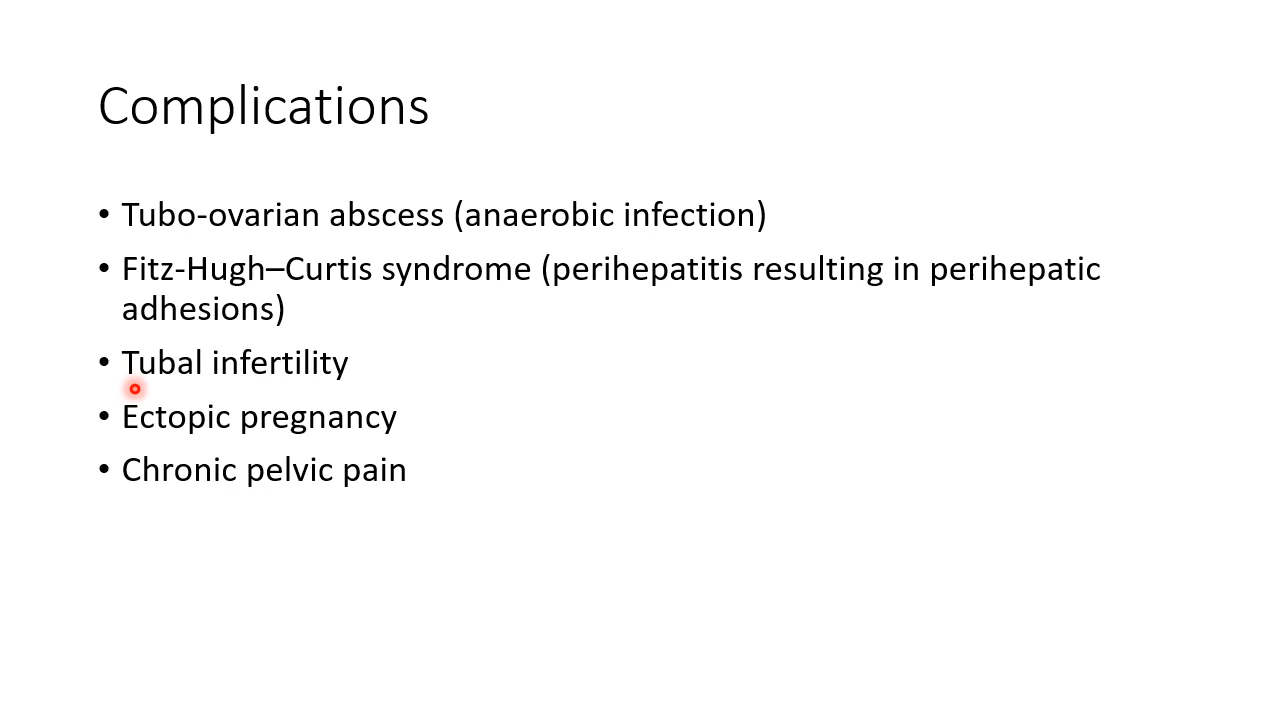 Complications
• Tubo-ovarian abscess (anaerobic infection)
• Fitz-Hugh–Curtis syndrome (perihepatitis resulting in perihepatic
adhesions)
• Tubal infertility
• Ectopic pregnancy
• Chronic pelvic pain